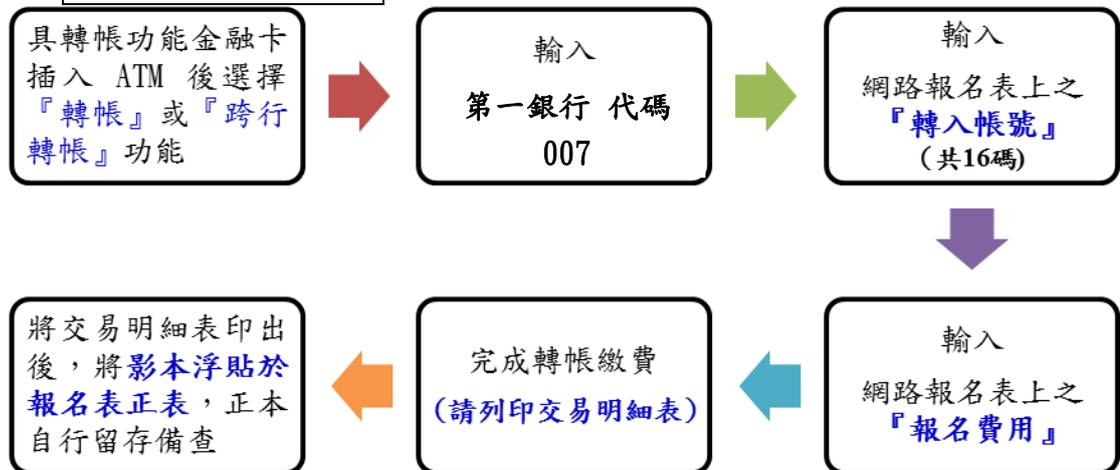 具轉帳功能金融卡
插入 ATM 後選擇
『轉帳』或『跨行
轉帳』功能
輸入
第一銀行 代碼
007
輸入
網路報名表上之
『轉入帳號』
(共16碼)
輸入
網路報名表上之
『報名費用』
完成轉帳繳費
(請列印交易明細表)
將交易明細表印出
後，將影本浮貼於
報名表正表，正本
自行留存備查